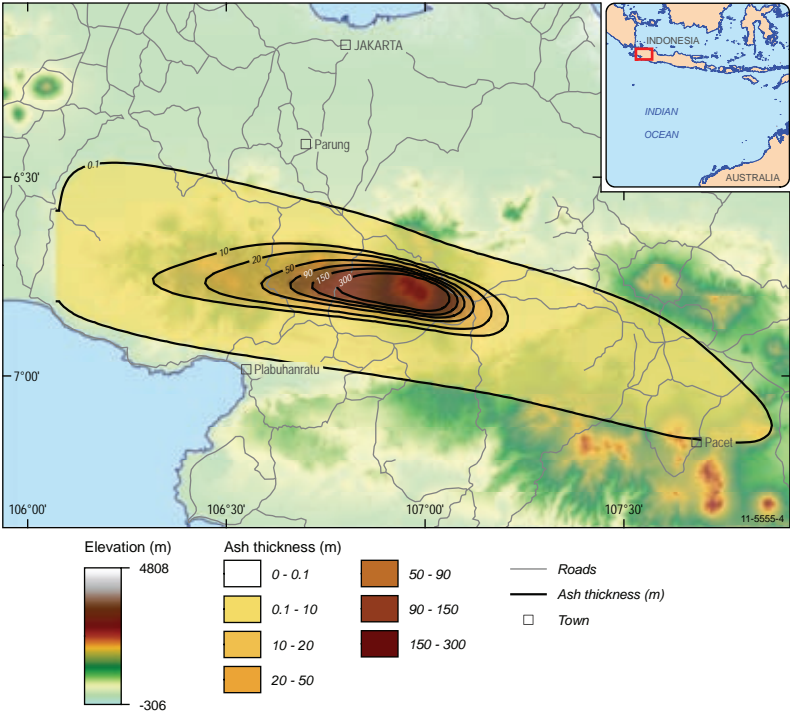 JAKARTA
INDONESIA
INDIAN
OCEAN
AUSTRALIA
Parung
0.1
6°30'
10
20
50
90
150
300
7°00'
Plabuhanratu
Pacet
106°00'
106°30'
107°00'
107°30'
11-5555-4
Elevation (m)
4808
-306
Ash thickness (m)
0 - 0.1
0.1 - 10
10 - 20
20 - 50
50 - 90
90 - 150
150 - 300
Roads
Ash thickness (m)
Town